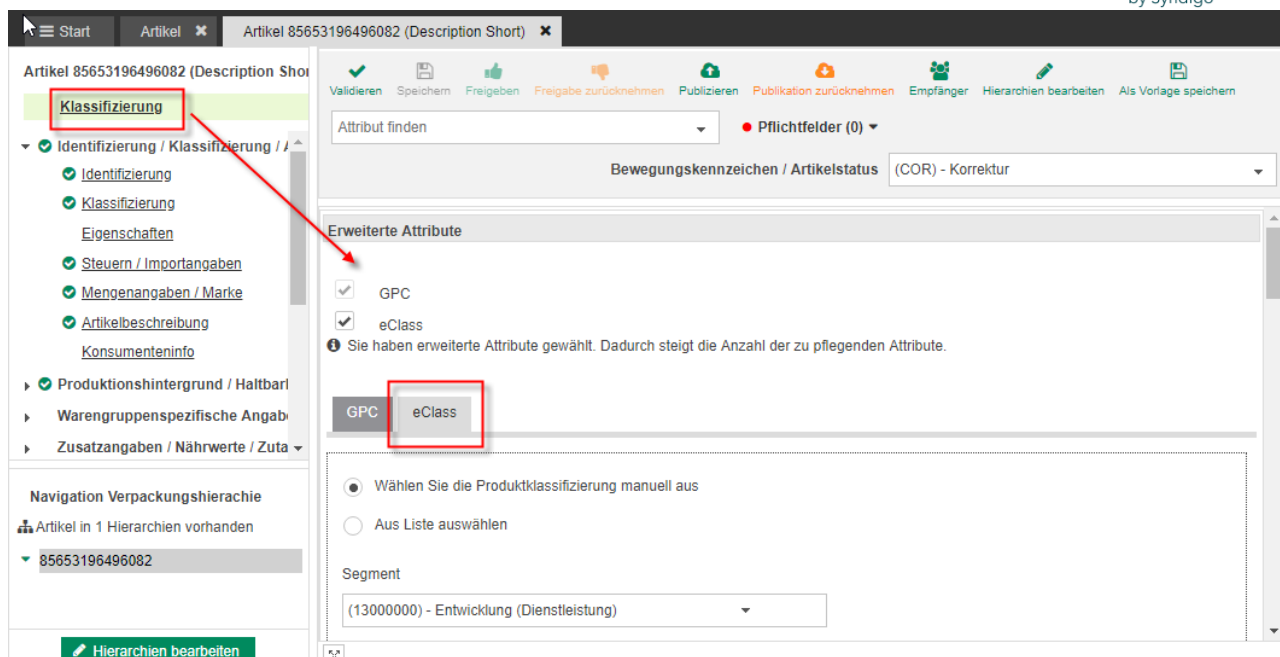 by syndigo
Start Artikel Artikel 85653196496082 (Description Short)
Artikel 85653196496082 (Description Shor
Klassifizierung
Identifizierung / Klassifizierung / A
Identifizierung
Klassifizierung
Eigenschaften
Steuern / Importangaben
Mengenangaben / Marke
Artikelbeschreibung
Konsumenteninfo
Produktionshintergrund / Haltbarl
Warengruppenspezifische Angab
Zusatzangaben / Nährwerte / Zuta
Navigation Verpackungshierachie
Artikel in 1 Hierarchien vorhanden
85653196496082
Hierarchien bearbeiten
Validieren Speichern Freigeben Freigabe zurücknehmen Publizieren Publikation zurücknehmen Empfänger Hierarchien bearbeiten Als Vorlage speichern
Attribut finden Pflichtfelder (0)
Bewegungskennzeichen / Artikelstatus (COR) - Korrektur
Erweiterte Attribute
GPC
eClass
Sie haben erweiterte Attribute gewählt. Dadurch steigt die Anzahl der zu pflegenden Attribute.
GPC eClass
Wählen Sie die Produktklassifizierung manuell aus
Aus Liste auswählen
Segment
(13000000) - Entwicklung (Dienstleistung)